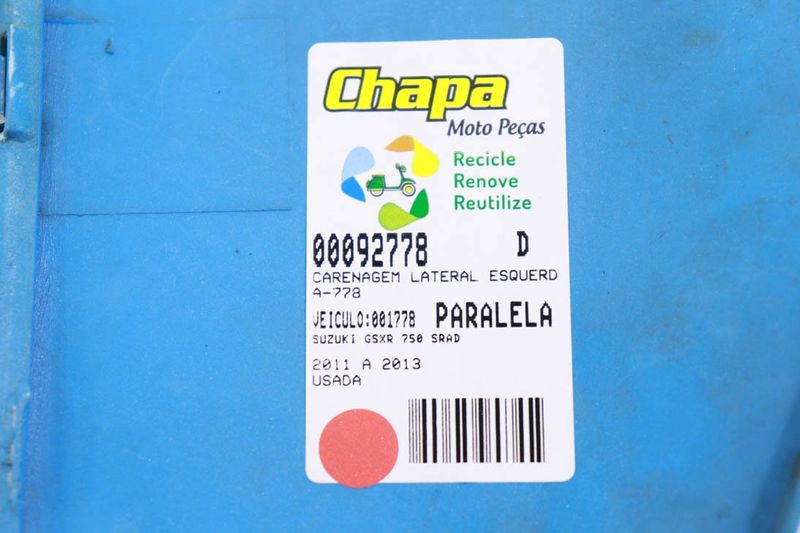 Chapa
Moto Peças
Recicle
Renove
Reutilize
00092778 D
CARENAGEM LATERAL ESQUERD
A-778
VEICULO:001778 PARALELA
SUZUKI GSXR 750 SRAD
2011 A 2013
USADA